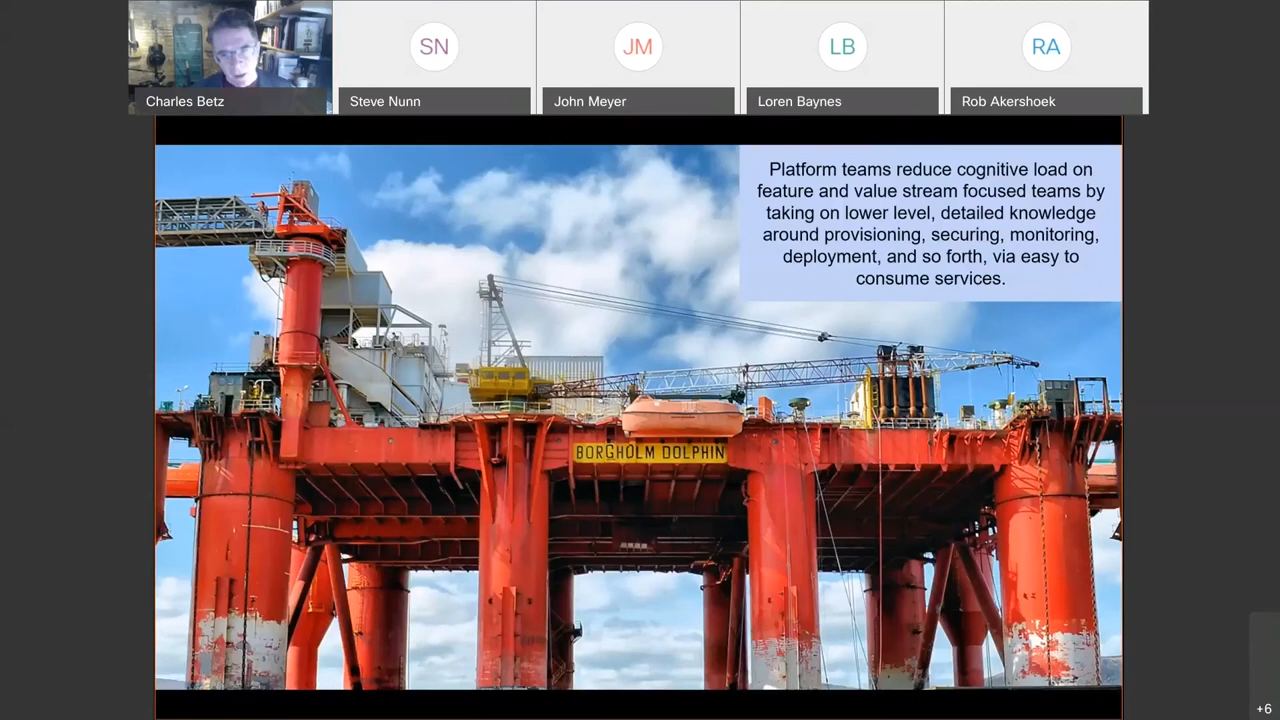 SN
JM
LB
RA
Charles Betz
Steve Nunn
John Meyer
Loren Baynes
Rob Akershoek
Platform teams reduce cognitive load on
feature and value stream focused teams by
taking on lower level, detailed knowledge
around provisioning, securing, monitoring,
deployment, and so forth, via easy to
consume services.
BORGHOLM DOLPHIN
+6